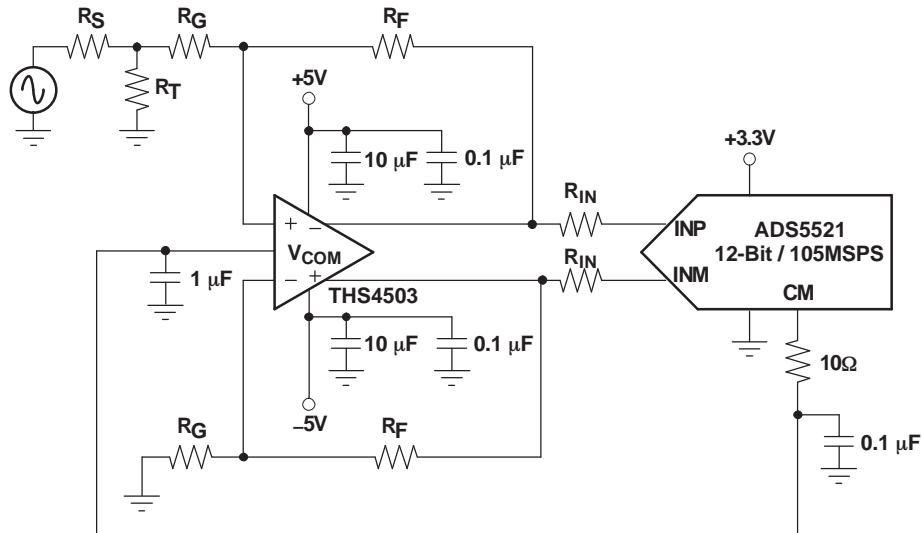 RS RG RF
RT
+5V
10 μF 0.1 μF
+3.3V
RIN
+ −
VCOM
− +
THS4503
INP
ADS5521
12-Bit / 105MSPS
RIN
INM
CM
1 μF
10 μF 0.1 μF
10Ω
−5V
RG RF
0.1 μF